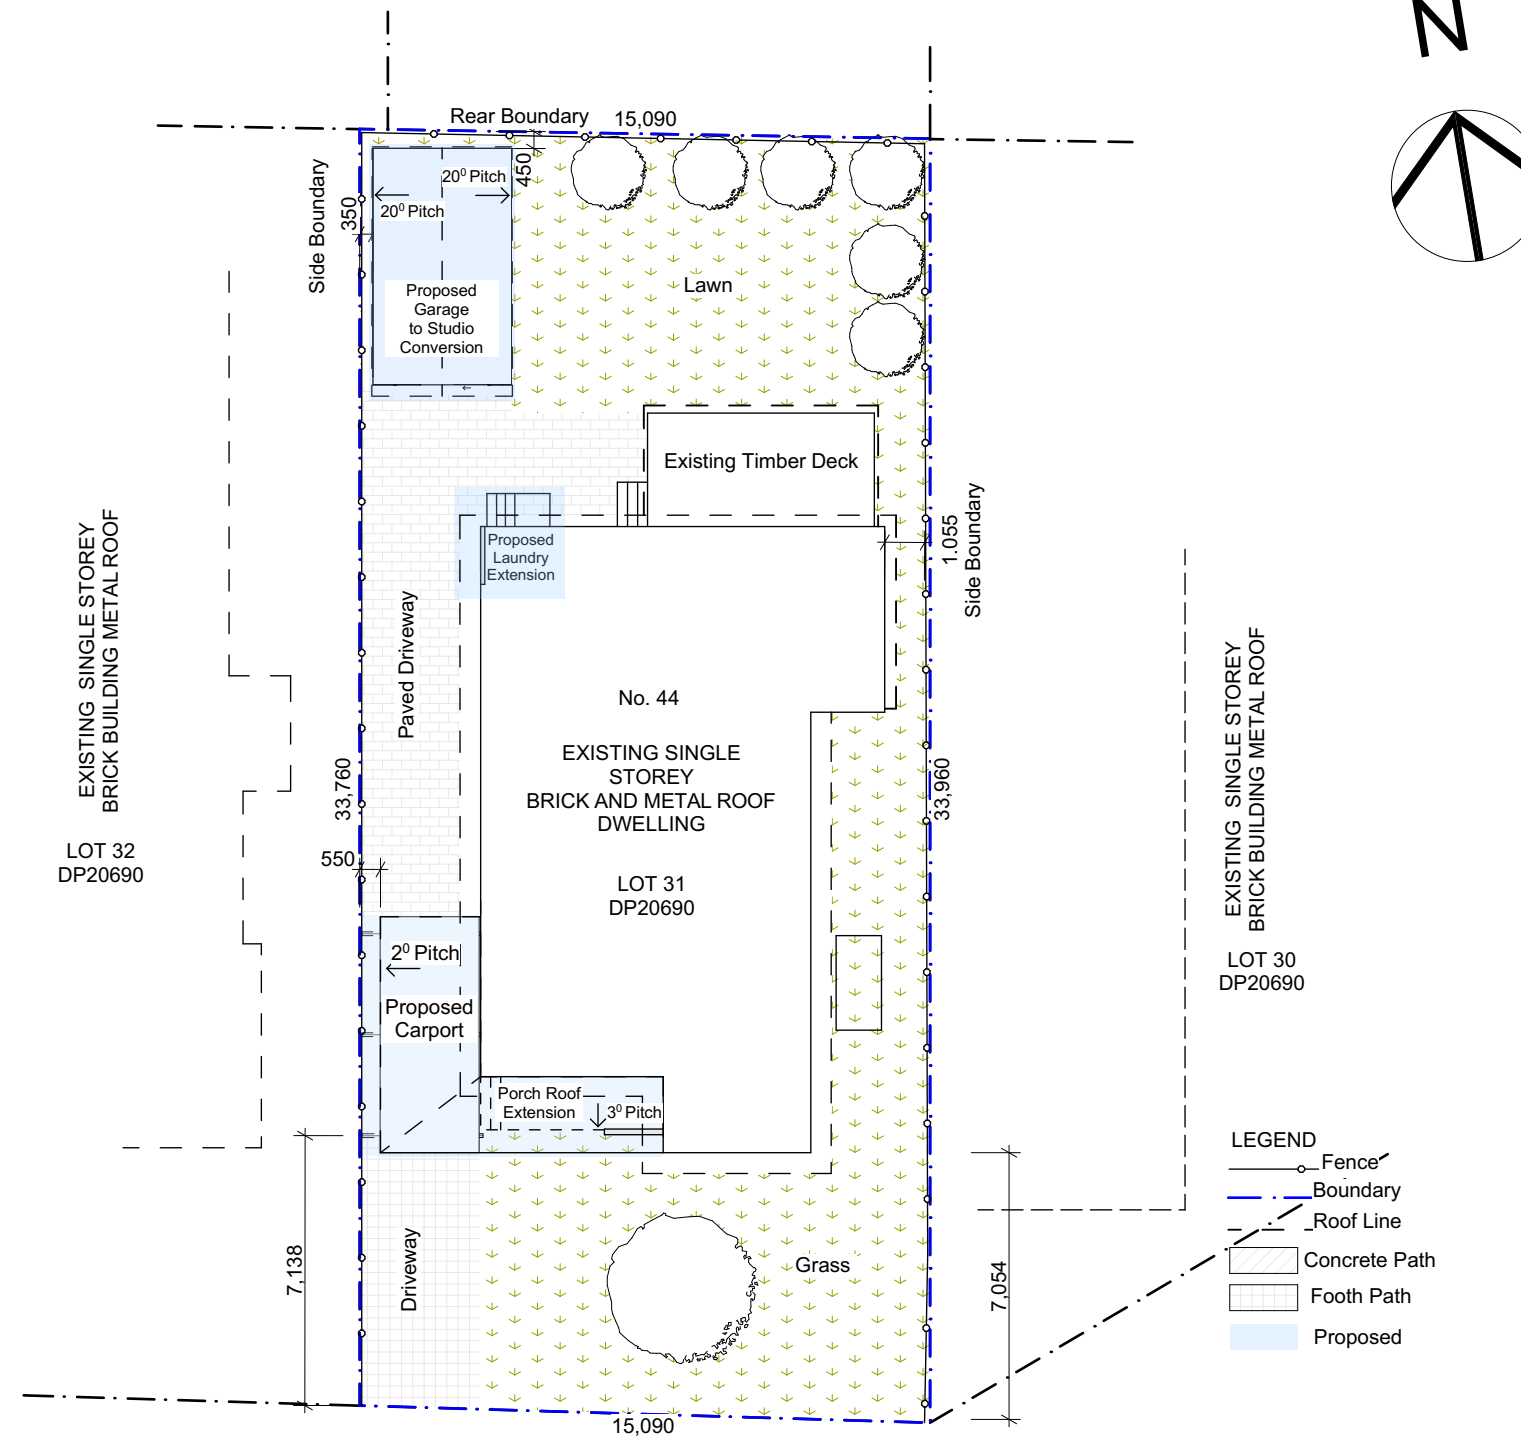 N
Rear Boundary
15,090
Side Boundary
350
450
20⁰ Pitch
20⁰ Pitch
Proposed
Garage
to Studio
Conversion
Lawn
Existing Timber Deck
1.055
Side Boundary
Proposed
Laundry
Extension
EXISTING SINGLE STOREY
BRICK BUILDING METAL ROOF
LOT 32
DP20690
Paved Driveway
33,760
550
No. 44
EXISTING SINGLE
STOREY
BRICK AND METAL ROOF
DWELLING
LOT 31
DP20690
33,960
EXISTING SINGLE STOREY
BRICK BUILDING METAL ROOF
LOT 30
DP20690
2⁰ Pitch
Proposed
Carport
Porch Roof
Extension
3⁰ Pitch
7,138
Driveway
Grass
7,054
15,090
LEGEND
Fence
Boundary
Roof Line
Concrete Path
Footh Path
Proposed